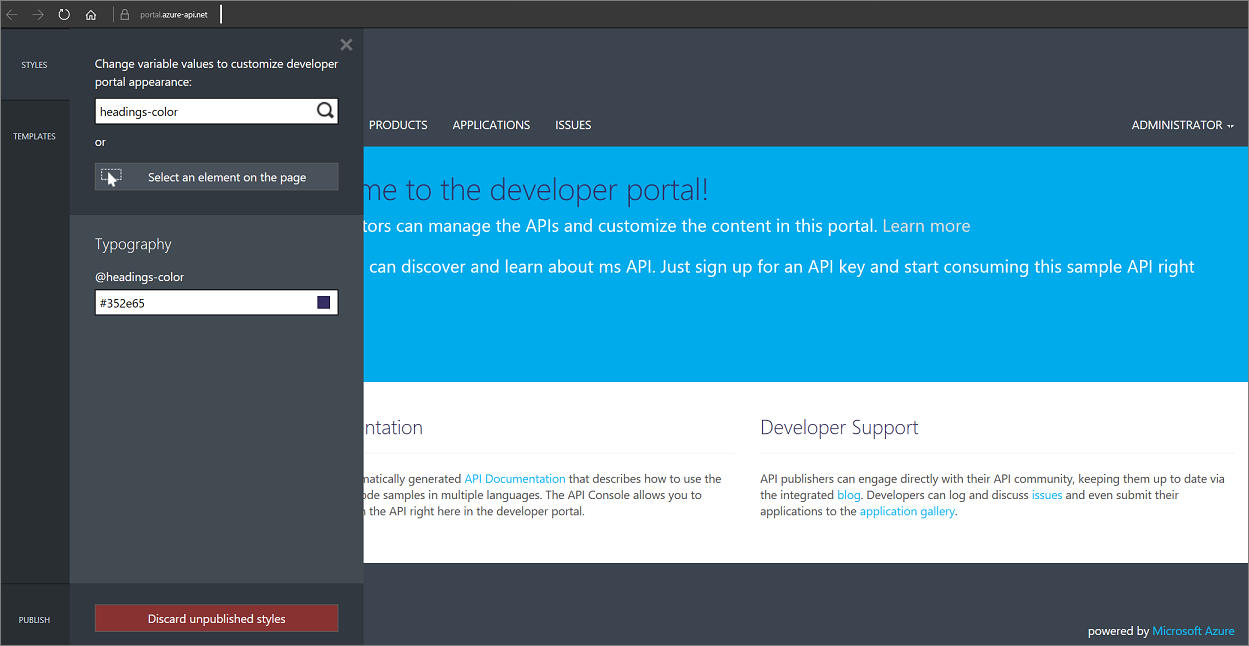 portal.azure-api.net
STYLES
TEMPLATES
PUBLISH
Change variable values to customize developer
portal appearance:
headings-color
or
Select an element on the page
Typography
@headings-color
#352e65
Discard unpublished styles
PRODUCTS APPLICATIONS ISSUES ADMINISTRATOR
me to the developer portal!
tors can manage the APIs and customize the content in this portal. Learn more
can discover and learn about ms API. Just sign up for an API key and start consuming this sample API right
ntation
matically generated API Documentation that describes how to use the
ode samples in multiple languages. The API Console allows you to
n the API right here in the developer portal.
Developer Support
API publishers can engage directly with their API community, keeping them up to date via
the integrated blog. Developers can log and discuss issues and even submit their
applications to the application gallery.
powered by Microsoft Azure